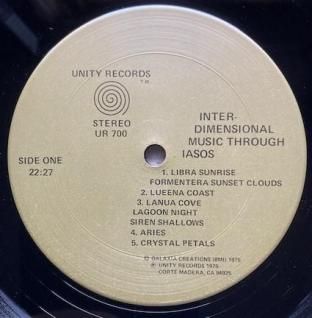 UNITY RECORDS
TM
STEREO
UR 700
INTER-
DIMENSIONAL
MUSIC THROUGH
IASOS
SIDE ONE
22:27
1. LIBRA SUNRISE
FORMENTERA SUNSET CLOUDS
2. LUEENA COAST
3. LANUA COVE
LAGOON NIGHT
SIREN SHALLOWS
4. ARIES
5. CRYSTAL PETALS
© GALAXIA CREATIONS (BMI) 1975
℗ UNITY RECORDS 1975
CORTE MADERA, CA 94925